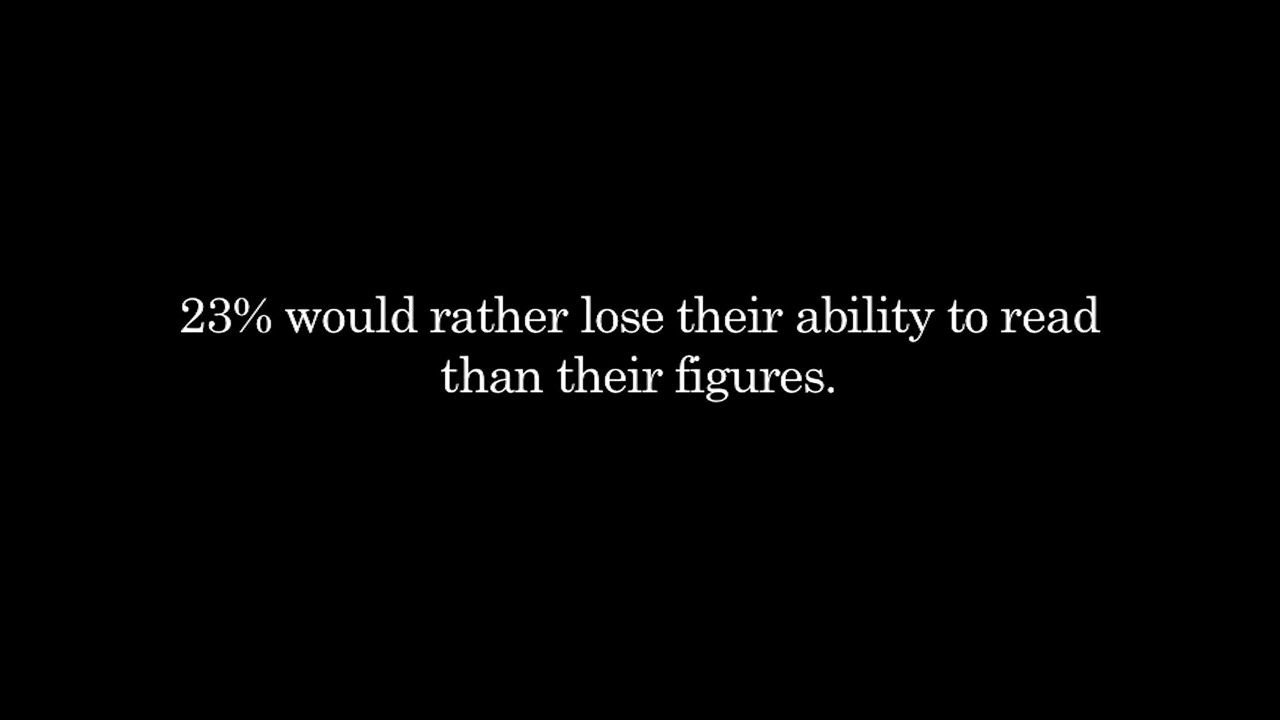 23% would rather lose their ability to read
than their figures.